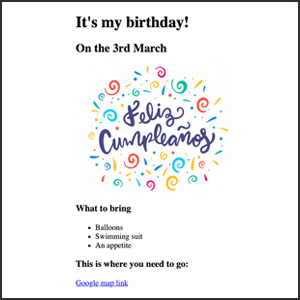 It's my birthday!
On the 3rd March
Feliz
Cumpleaños
What to bring
Balloons
Swimming suit
An appetite
This is where you need to go:
Google map link